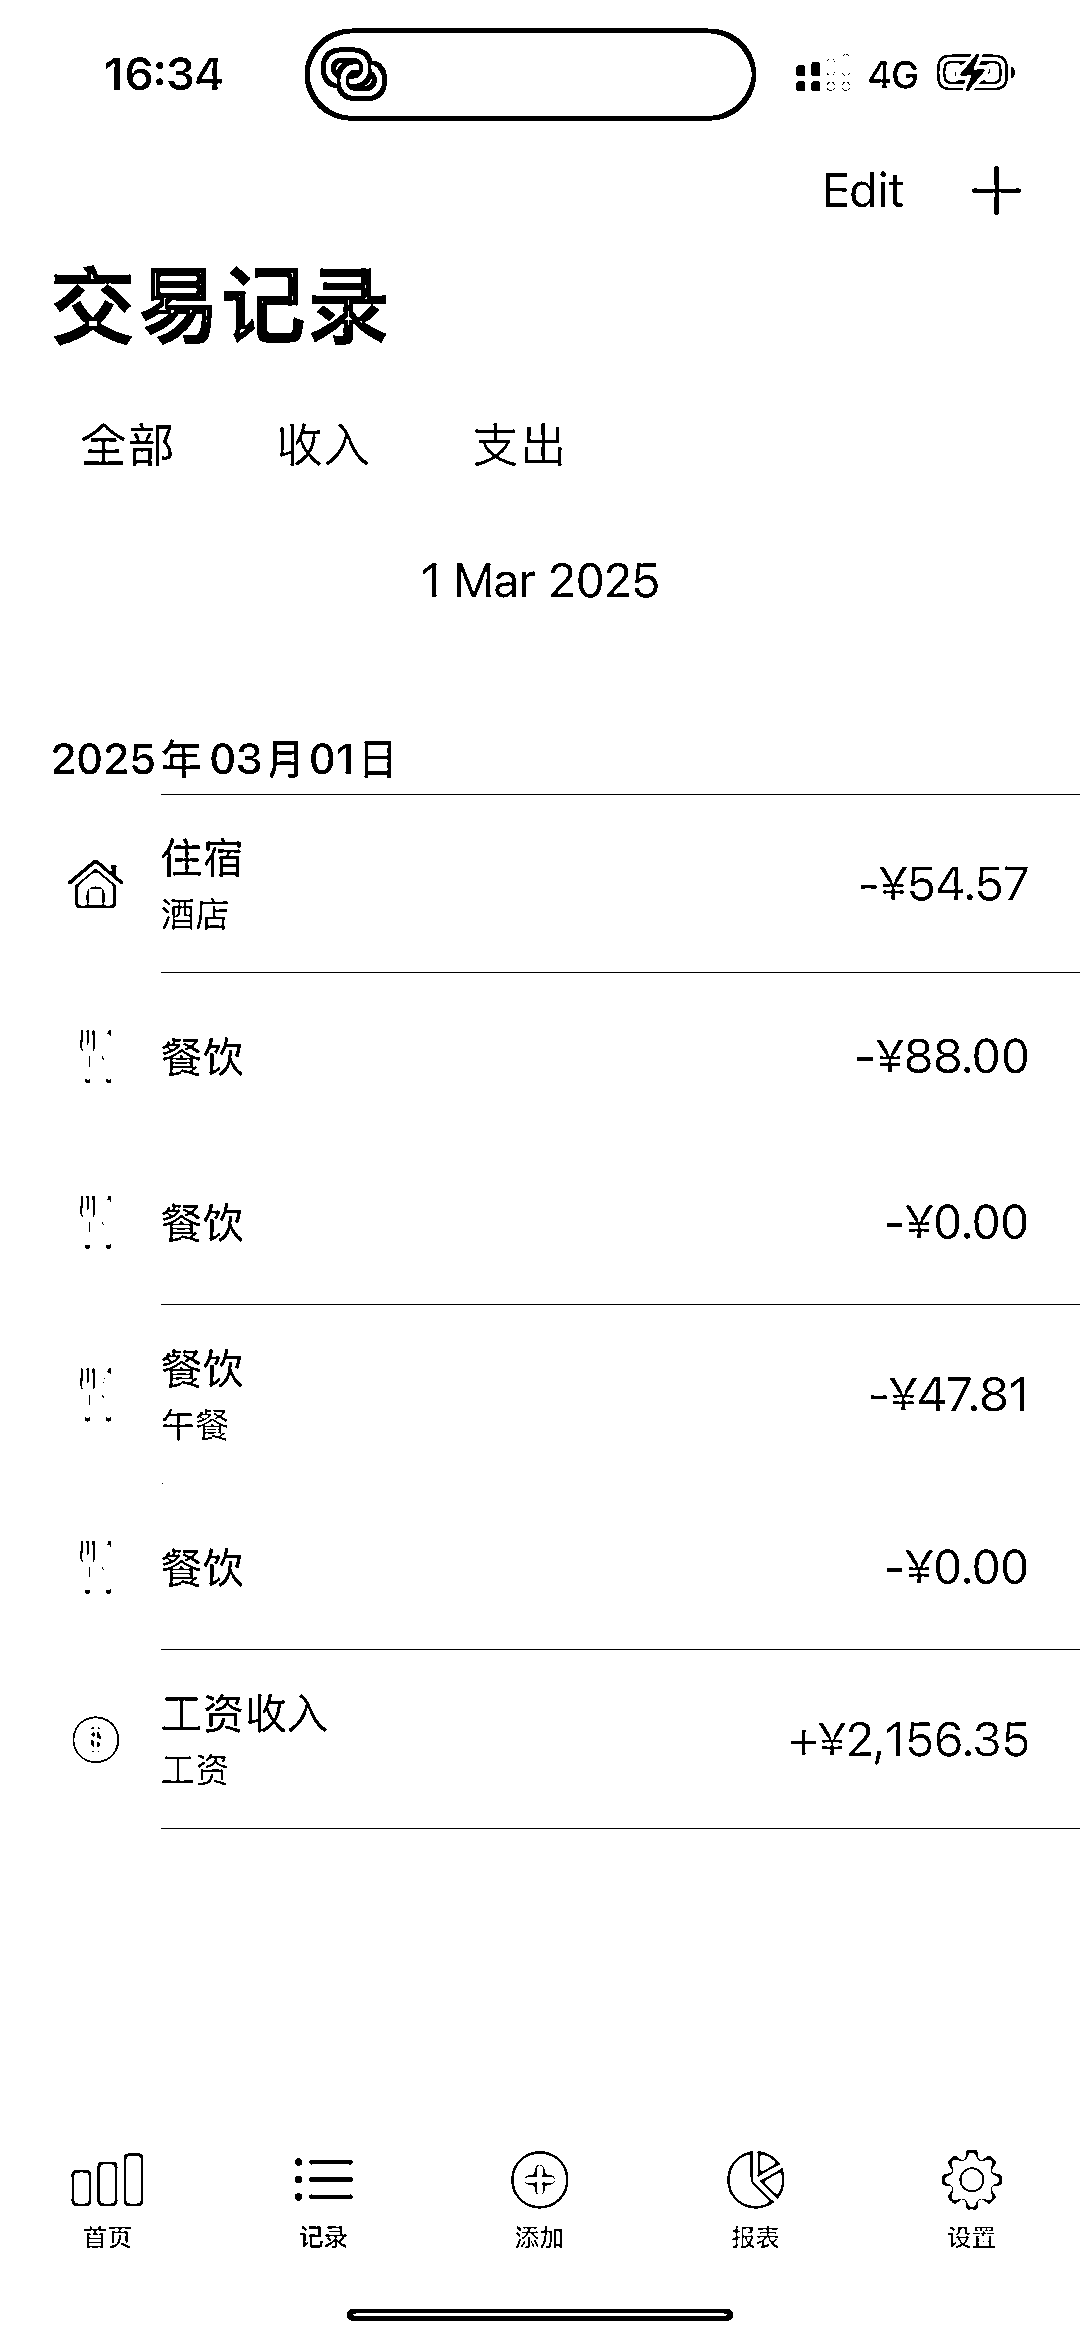 16:34
4G
Edit
交易记录
全部 收入 支出
1 Mar 2025
2025年03月01日
住宿
酒店
-¥54.57
餐饮
-¥88.00
餐饮
-¥0.00
餐饮
午餐
-¥47.81
餐饮
-¥0.00
工资收入
工资
+¥2,156.35
首页 记录 添加 报表 设置